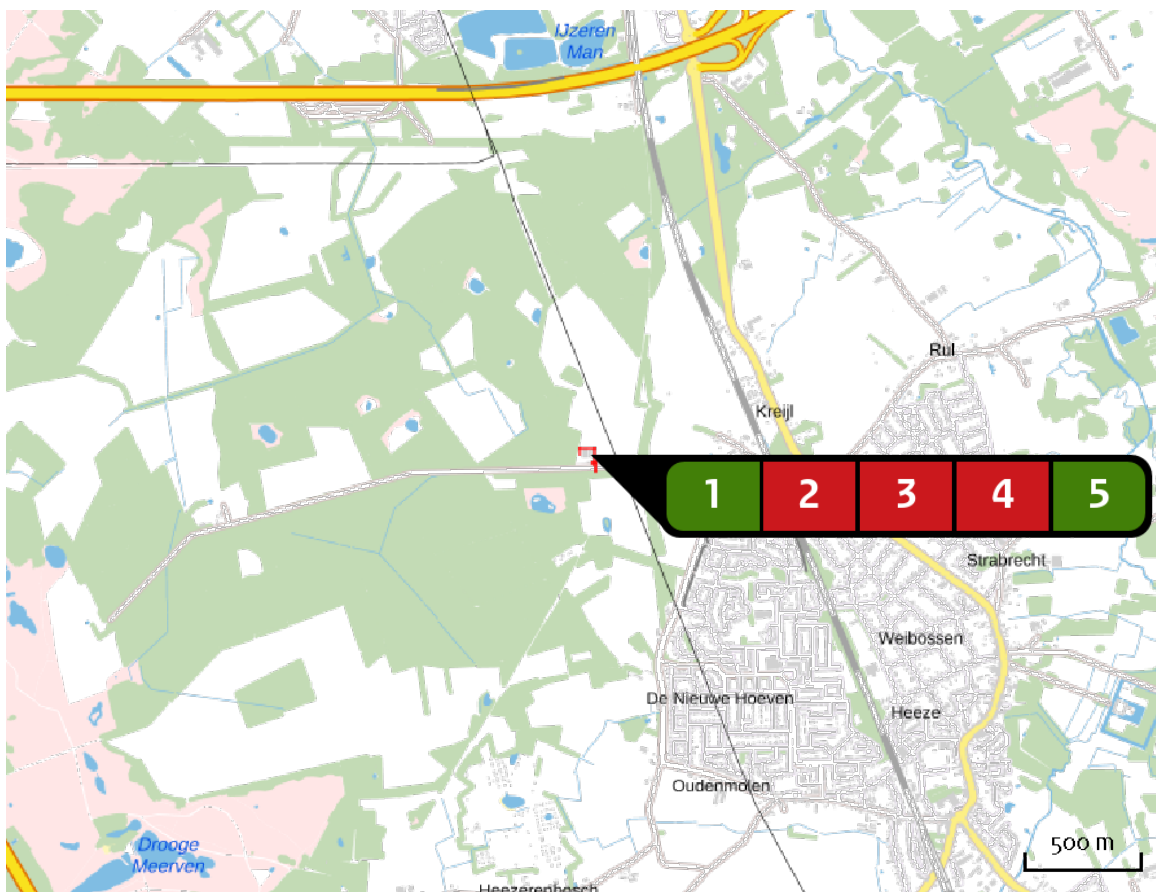 IJzeren
Man
Rul
Kreijl
1 2 3 4 5
Strabrecht
Weibossen
De Nieuwe Hoeven
Heeze
Oudenmolen
500 m
Drooge
Meerven
Heezerenbosch